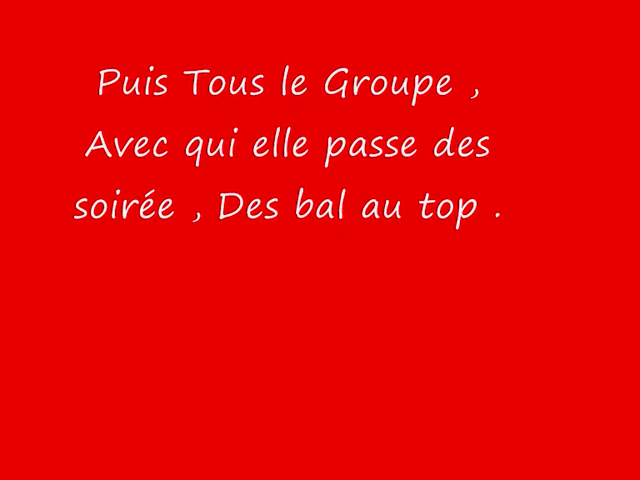 Puis Tous le Groupe ,
Avec qui elle passe des
soirée , Des bal au top .